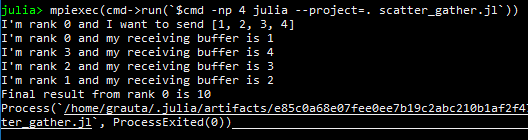 julia> mpiexec(cmd->run(`$cmd -np 4 julia --project=. scatter_gather.jl`))
I'm rank 0 and I want to send [1, 2, 3, 4]
I'm rank 0 and my receiving buffer is 1
I'm rank 3 and my receiving buffer is 4
I'm rank 2 and my receiving buffer is 3
I'm rank 1 and my receiving buffer is 2
Final result from rank 0 is 10
Process(`/home/grauta/.julia/artifacts/e85c0a68e07fee0ee7b19c2abc210b1af2f4
ter_gather.jl`, ProcessExited(0))